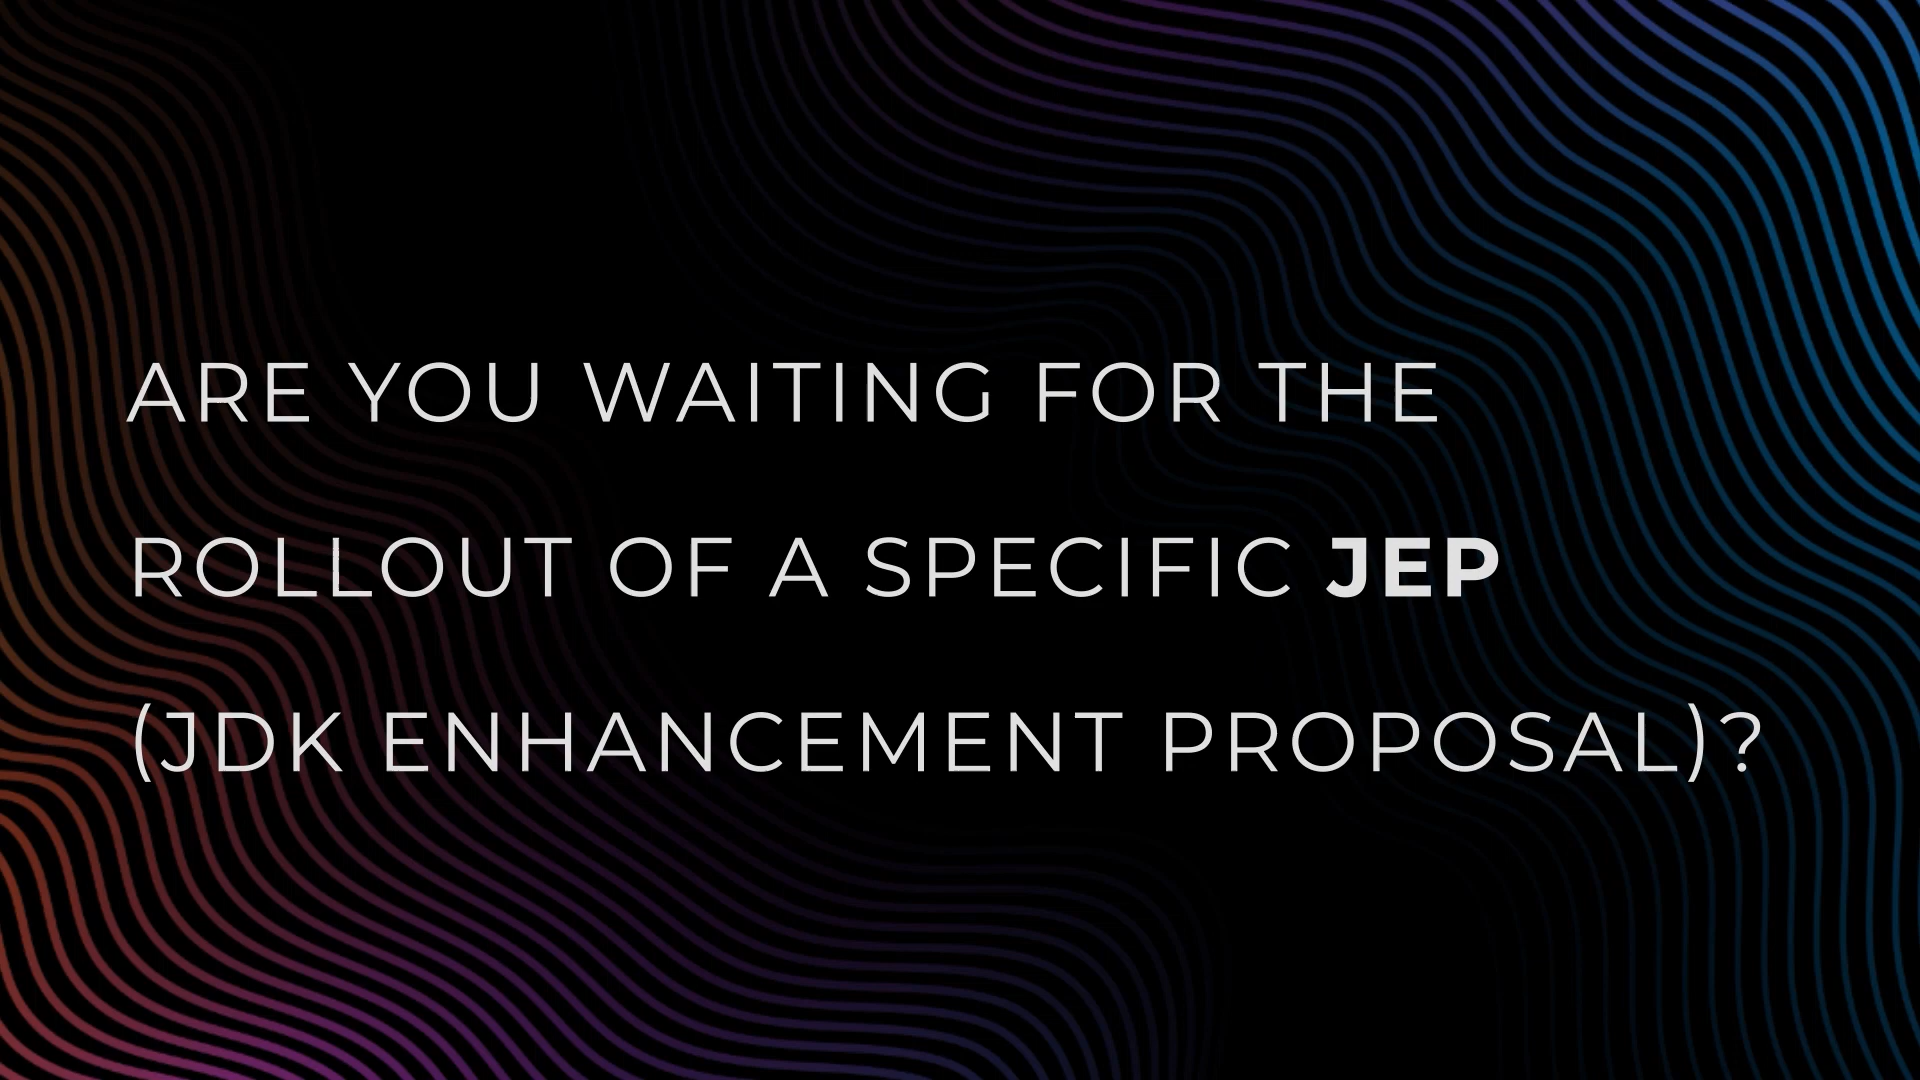 ARE YOU WAITING FOR THE
ROLLOUT OF A SPECIFIC JEP
(JDK ENHANCEMENT PROPOSAL)?